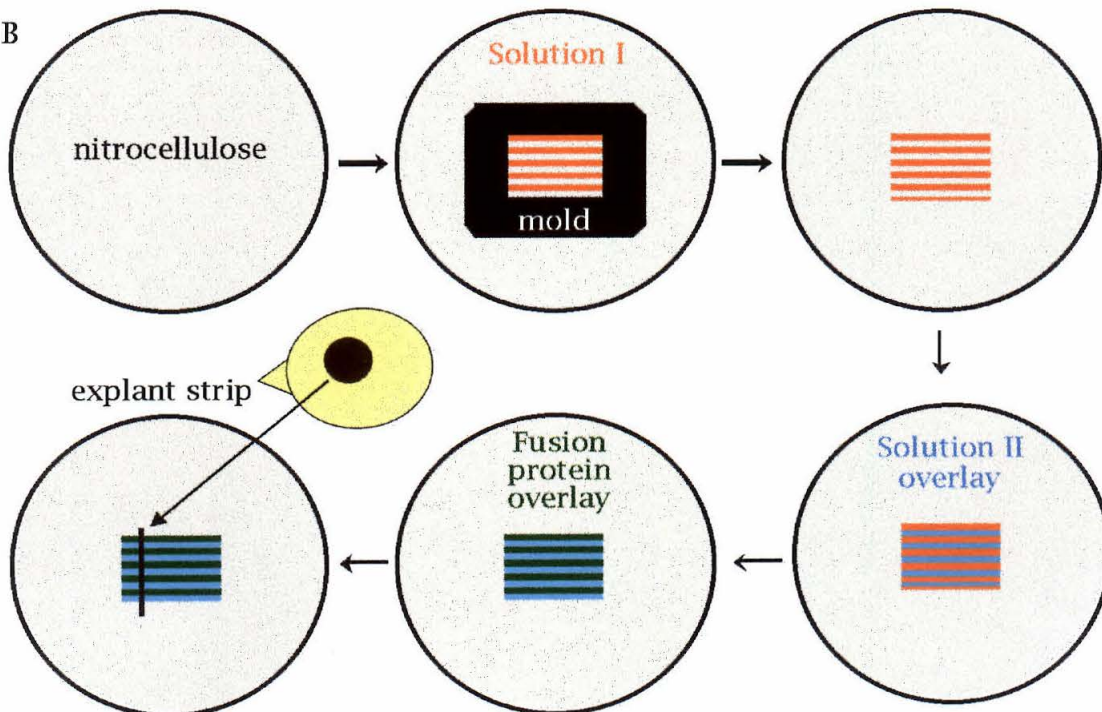 B
nitrocellulose
Solution I
mold
explant strip
Fusion
protein
overlay
Solution II
overlay